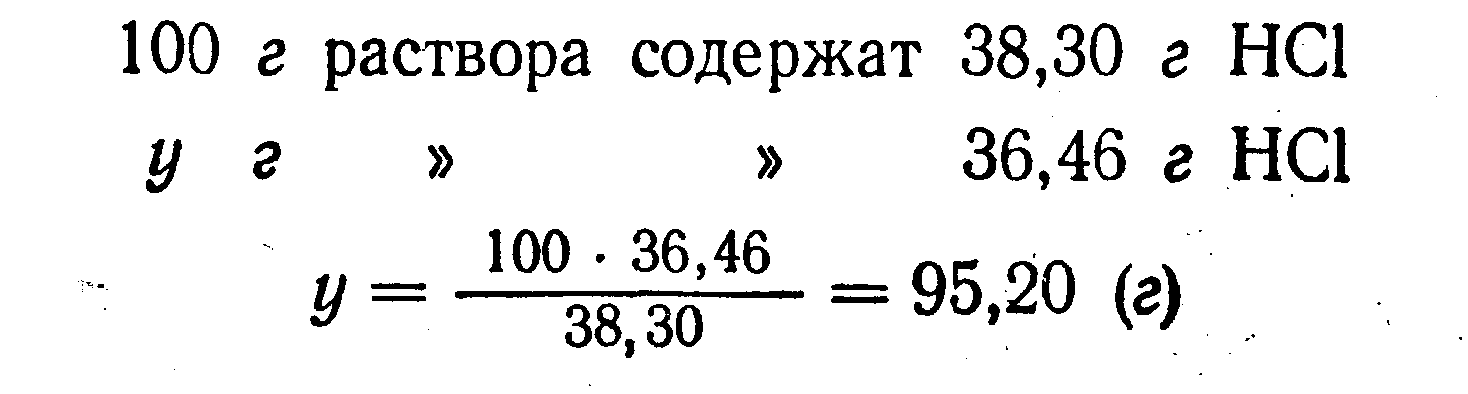 100 г раствора содержат 38,30 г HCl
y г » » 36,46 г HCl
y = 100 · 36,46 / 38,30 = 95,20 (г)